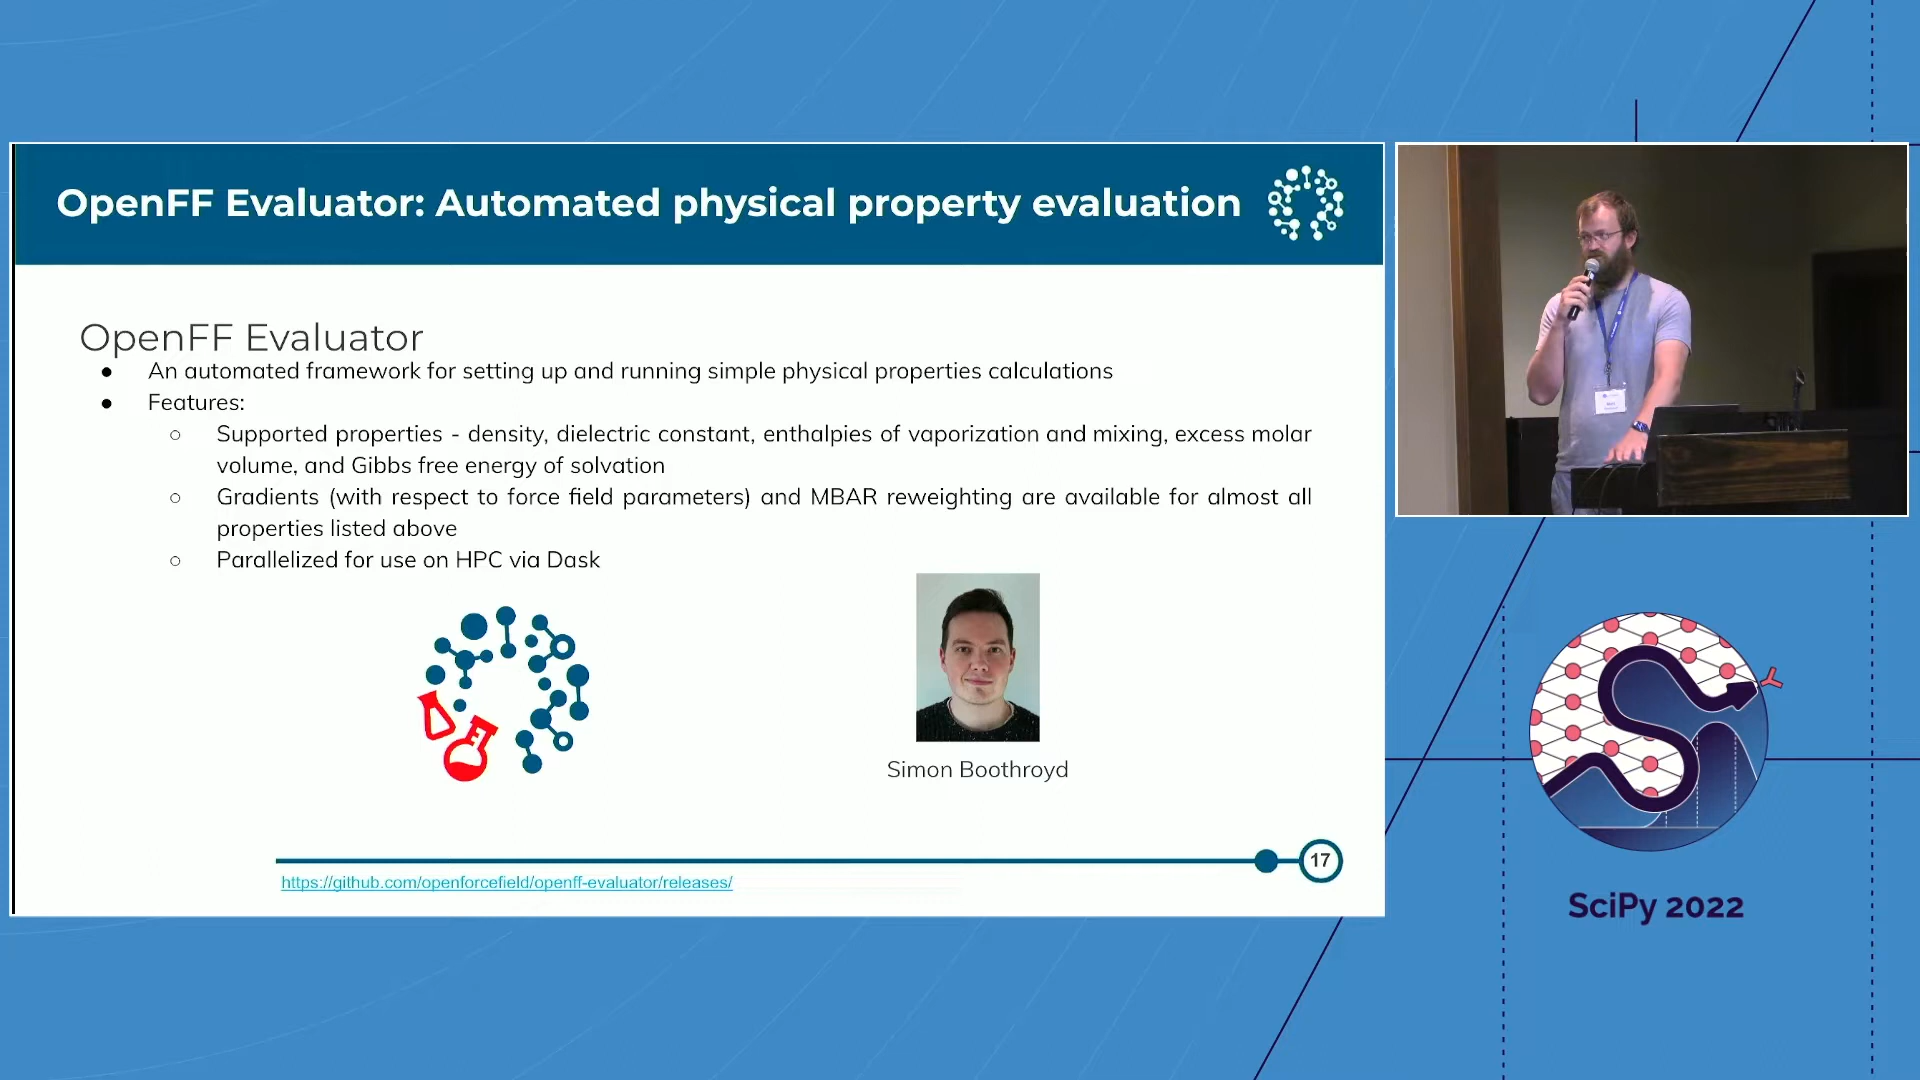 OpenFF Evaluator: Automated physical property evaluation
OpenFF Evaluator
● An automated framework for setting up and running simple physical properties calculations
● Features:
○ Supported properties - density, dielectric constant, enthalpies of vaporization and mixing, excess molar
volume, and Gibbs free energy of solvation
○ Gradients (with respect to force field parameters) and MBAR reweighting are available for almost all
properties listed above
○ Parallelized for use on HPC via Dask
Simon Boothroyd
17
https://github.com/openforcefield/openff-evaluator/releases/
SciPy 2022